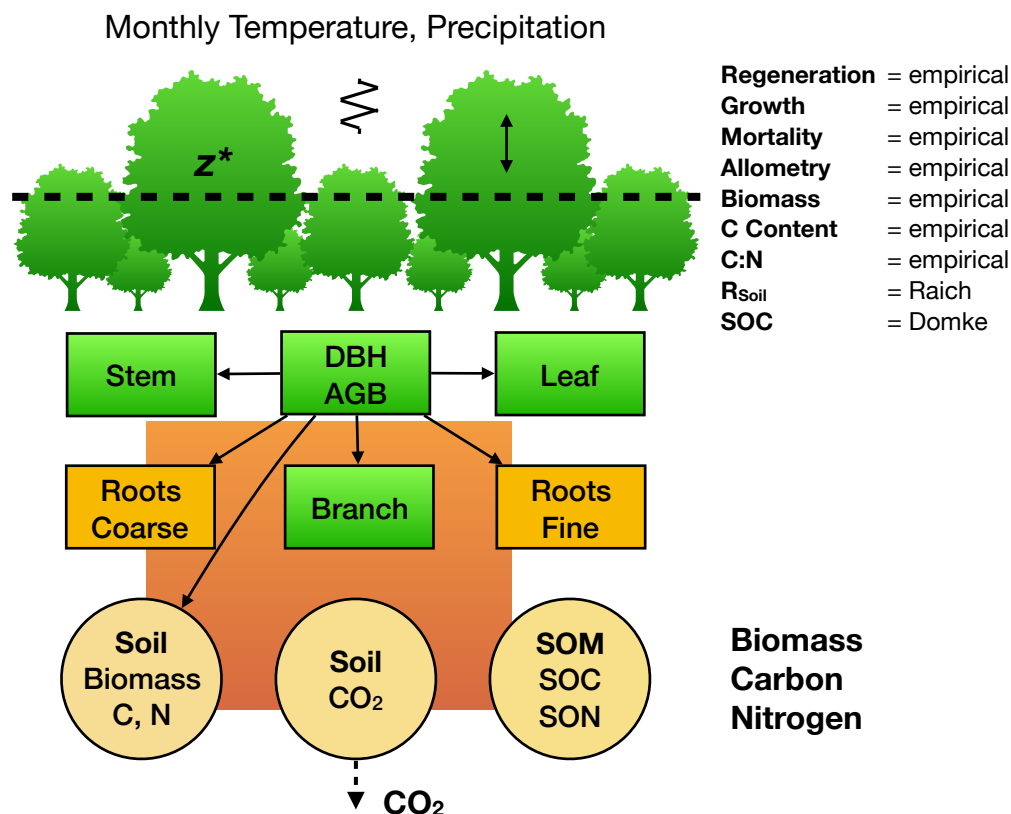 Monthly Temperature, Precipitation
z*
Regeneration = empirical
Growth = empirical
Mortality = empirical
Allometry = empirical
Biomass = empirical
C Content = empirical
C:N = empirical
RSoil = Raich
SOC = Domke
Stem
DBH
AGB
Leaf
Roots
Coarse
Branch
Roots
Fine
Soil
Biomass
C, N
Soil
CO₂
SOM
SOC
SON
Biomass
Carbon
Nitrogen
CO₂